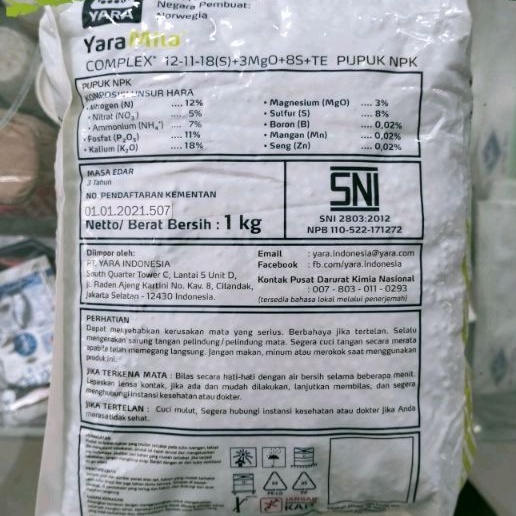 YARA
Negara Pembuat:
Norwegia
YaraMila
COMPLEX 12-11-18(S)+3MgO+8S+TE PUPUK NPK
PUPUK NPK
KOMPOSISI UNSUR HARA
• Nitrogen (N) .... 12%
• Nitrat (NO3) .... 5%
• Ammonium (NH4+) .... 7%
• Fosfat (P2O5) .... 11%
• Kalium (K2O) .... 18%
• Magnesium (MgO) .... 3%
• Sulfur (S) .... 8%
• Boron (B) .... 0,02%
• Mangan (Mn) .... 0,02%
• Seng (Zn) .... 0,02%
MASA EDAR
3 Tahun
NO. PENDAFTARAN KEMENTAN
01.01.2021.507
Netto/ Berat Bersih : 1 kg
SNI
SNI 2803:2012
NPB 110-522-171272
Diimpor oleh:
PT. YARA INDONESIA
South Quarter Tower C, Lantai 5 Unit D,
Jl. Raden Ajeng Kartini No. Kav. 8, Cilandak,
Jakarta Selatan - 12430 Indonesia.
Email : yara.indonesia@yara.com
Facebook : fb.com/yara.indonesia
Kontak Pusat Darurat Kimia Nasional
: 007 - 803 - 011 - 0293
(tersedia bahasa lokal melalui penerjemah)
PERHATIAN
Dapat menyebabkan kerusakan mata yang serius. Berbahaya jika tertelan. Selalu
mengenakan sarung tangan pelindung/pelindung mata. Segera cuci tangan secara merata
apabila telah memegang langsung. Jangan makan, minum atau merokok saat menggunakan
produk ini.
JIKA TERKENA MATA : Bilas secara hati-hati dengan air bersih selama beberapa menit.
Lepaskan lensa kontak, jika ada dan mudah dilakukan, lanjutkan membilas, dan segera
menghubungi instansi kesehatan atau dokter.
JIKA TERTELAN : Cuci mulut, Segera hubungi instansi kesehatan atau dokter jika Anda
merasa tidak sehat.
JANGAN
KAIT